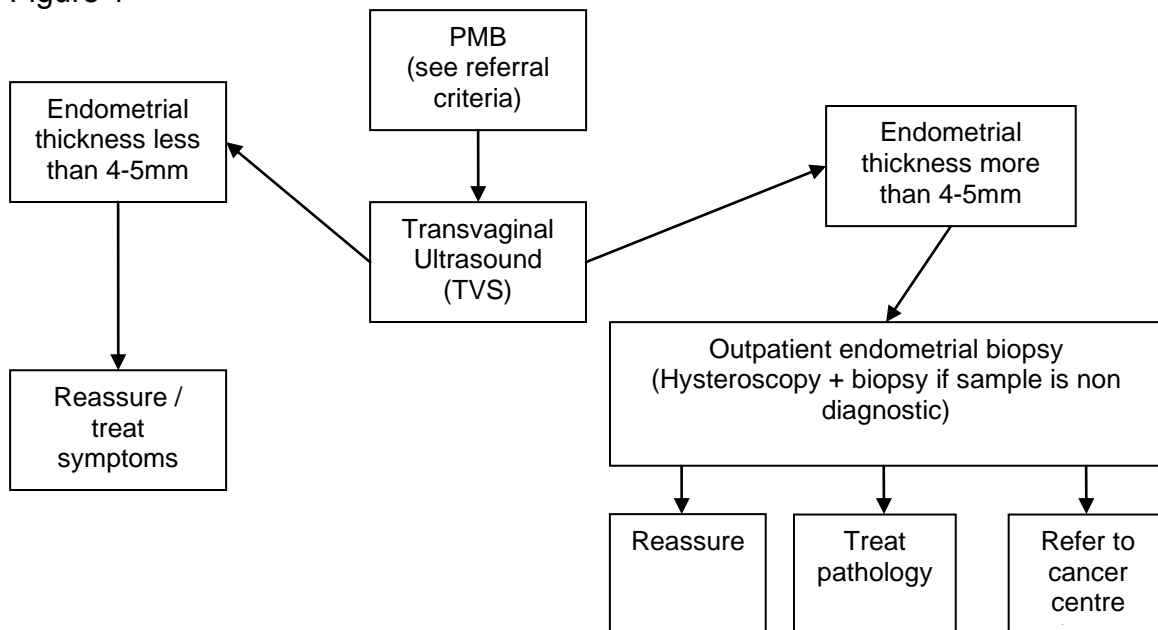 PMB
(see referral
criteria)
Endometrial
thickness less
than 4-5mm
Endometrial
thickness more
than 4-5mm
Transvaginal
Ultrasound
(TVS)
Reassure /
treat
symptoms
Outpatient endometrial biopsy
(Hysteroscopy + biopsy if sample is non
diagnostic)
Reassure
Treat
pathology
Refer to
cancer
centre